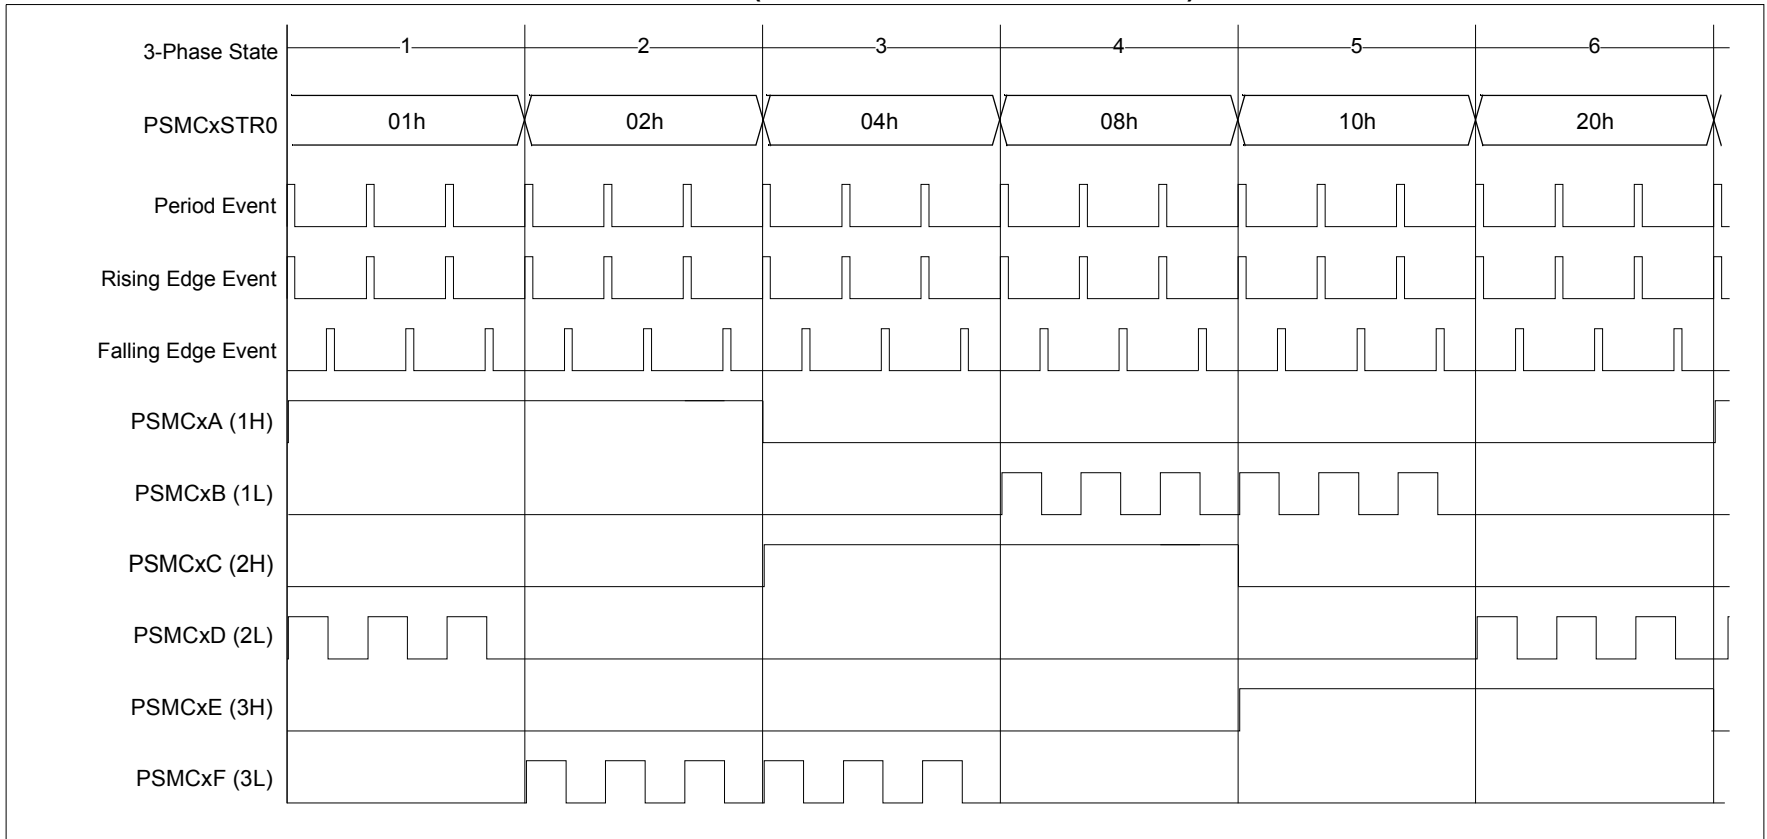 3-Phase State 1 2 3 4 5 6
PSMCxSTR0 01h 02h 04h 08h 10h 20h
Period Event
Rising Edge Event
Falling Edge Event
PSMCxA (1H)
PSMCxB (1L)
PSMCxC (2H)
PSMCxD (2L)
PSMCxE (3H)
PSMCxF (3L)